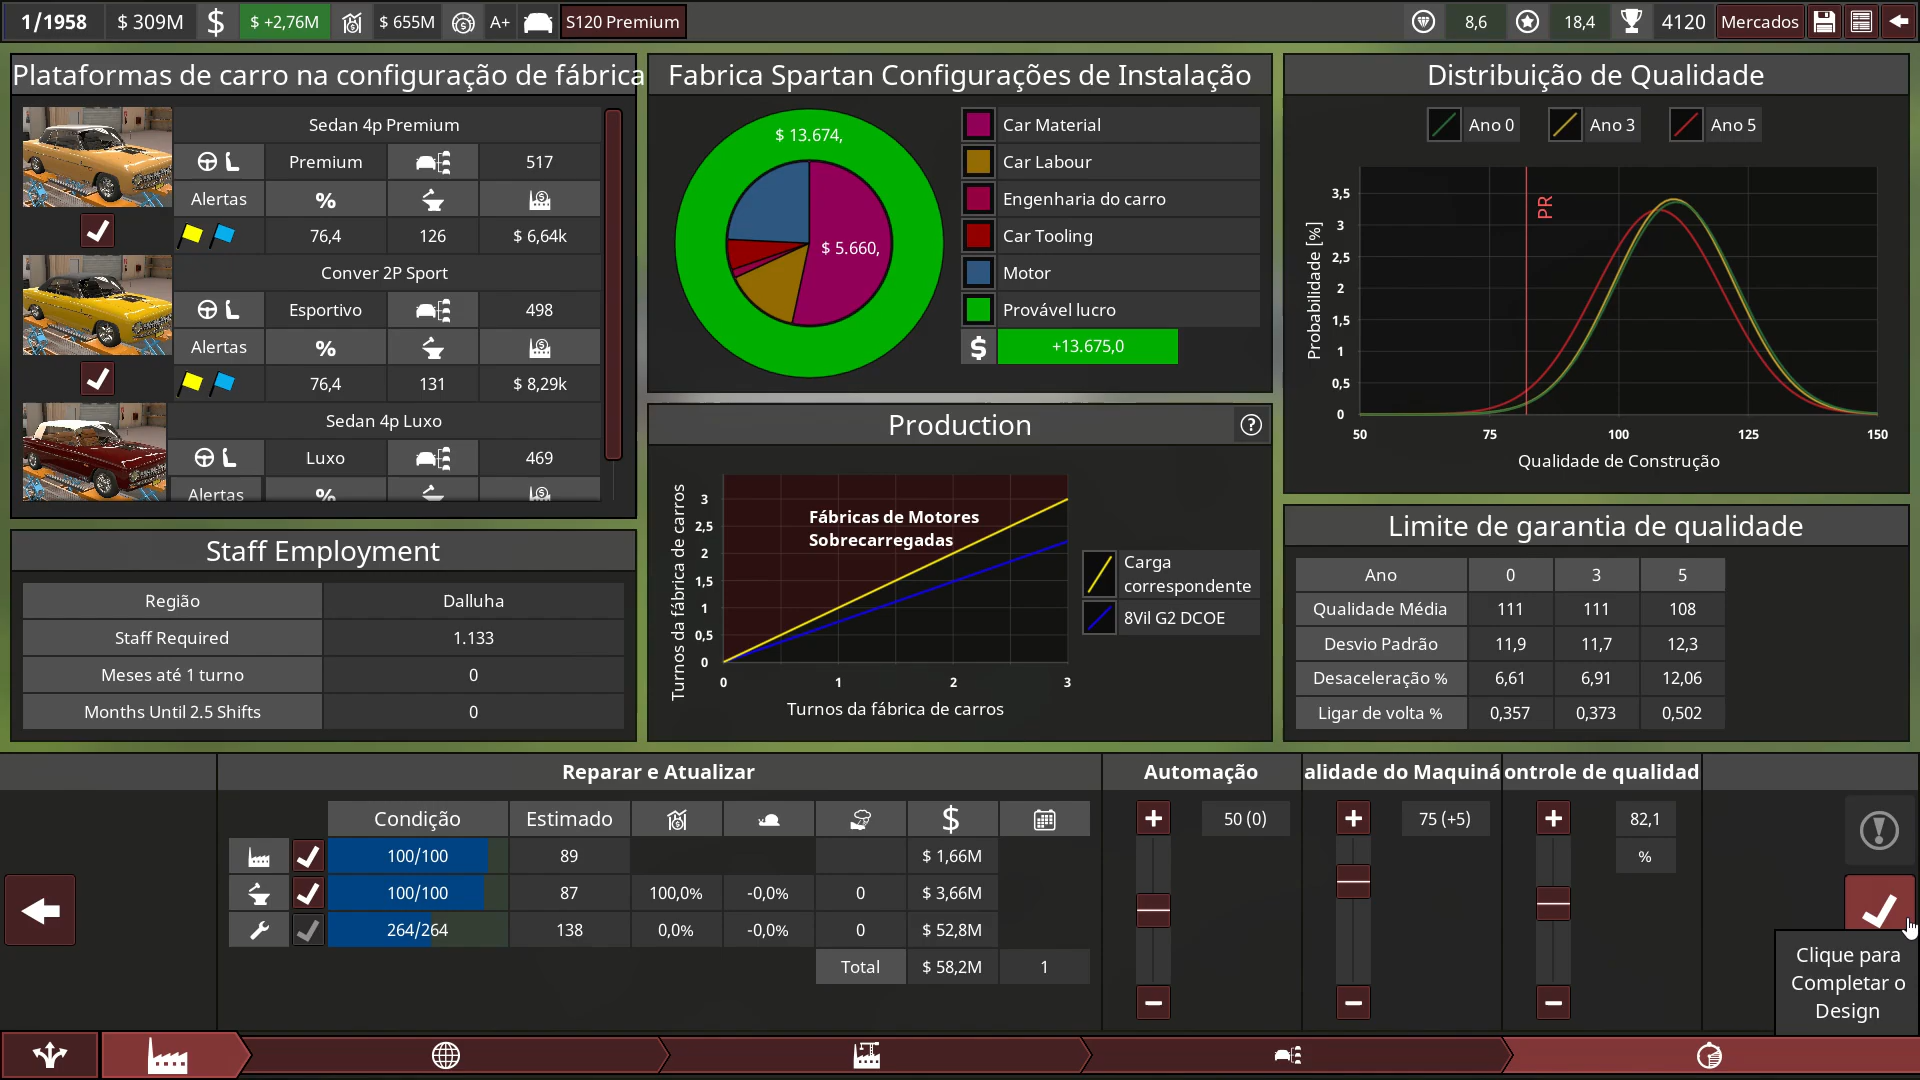 1/1958
$ 309M
$ +2,76M
$ 655M
A+
S120 Premium
8,6
18,4
4120
Mercados
Plataformas de carro na configuração de fábrica
Sedan 4p Premium
Premium
517
Alertas
%
76,4
126
$ 6,64k
Conver 2P Sport
Esportivo
498
Alertas
%
76,4
131
$ 8,29k
Sedan 4p Luxo
Luxo
469
Alertas
%
Staff Employment
Região
Dalluha
Staff Required
1.133
Meses até 1 turno
0
Months Until 2.5 Shifts
0
Fabrica Spartan Configurações de Instalação
$ 13.674,
$ 5.660,
Car Material
Car Labour
Engenharia do carro
Car Tooling
Motor
Provável lucro
$
+13.675,0
Production
?
Turnos da fábrica de carros
3
2,5
2
1,5
1
0,5
0
Fábricas de Motores
Sobrecarregadas
0
1
2
3
Turnos da fábrica de carros
Carga
correspondente
8Vil G2 DCOE
Distribuição de Qualidade
Ano 0
Ano 3
Ano 5
Probabilidade [%]
3,5
3
2,5
2
1,5
1
0,5
0
PR
50
75
100
125
150
Qualidade de Construção
Limite de garantia de qualidade
Ano
0
3
5
Qualidade Média
111
111
108
Desvio Padrão
11,9
11,7
12,3
Desaceleração %
6,61
6,91
12,06
Ligar de volta %
0,357
0,373
0,502
Reparar e Atualizar
Condição
Estimado
$
100/100
89
$ 1,66M
100/100
87
100,0%
-0,0%
0
$ 3,66M
264/264
138
0,0%
-0,0%
0
$ 52,8M
Total
$ 58,2M
1
Automação
50 (0)
alidade do Maquiná
75 (+5)
ontrole de qualidad
82,1
%
Clique para
Completar o
Design